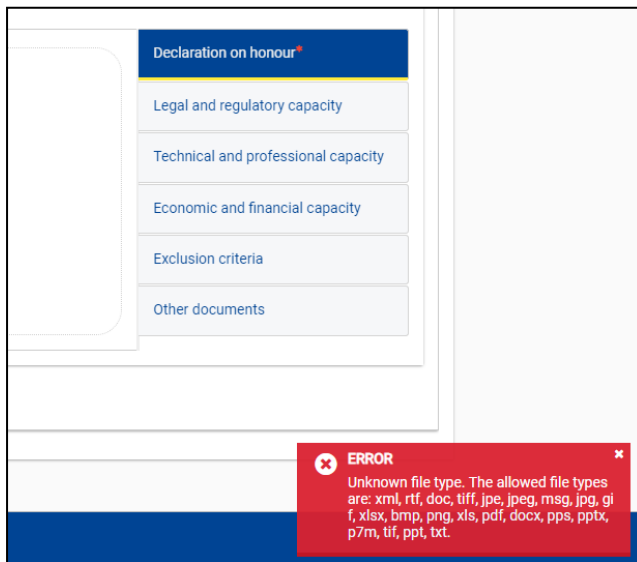 Declaration on honour*
Legal and regulatory capacity
Technical and professional capacity
Economic and financial capacity
Exclusion criteria
Other documents
ERROR
Unknown file type. The allowed file types
are: xml, rtf, doc, tiff, jpe, jpeg, msg, jpg, gi
f, xlsx, bmp, png, xls, pdf, docx, pps, pptx,
p7m, tif, ppt, txt.